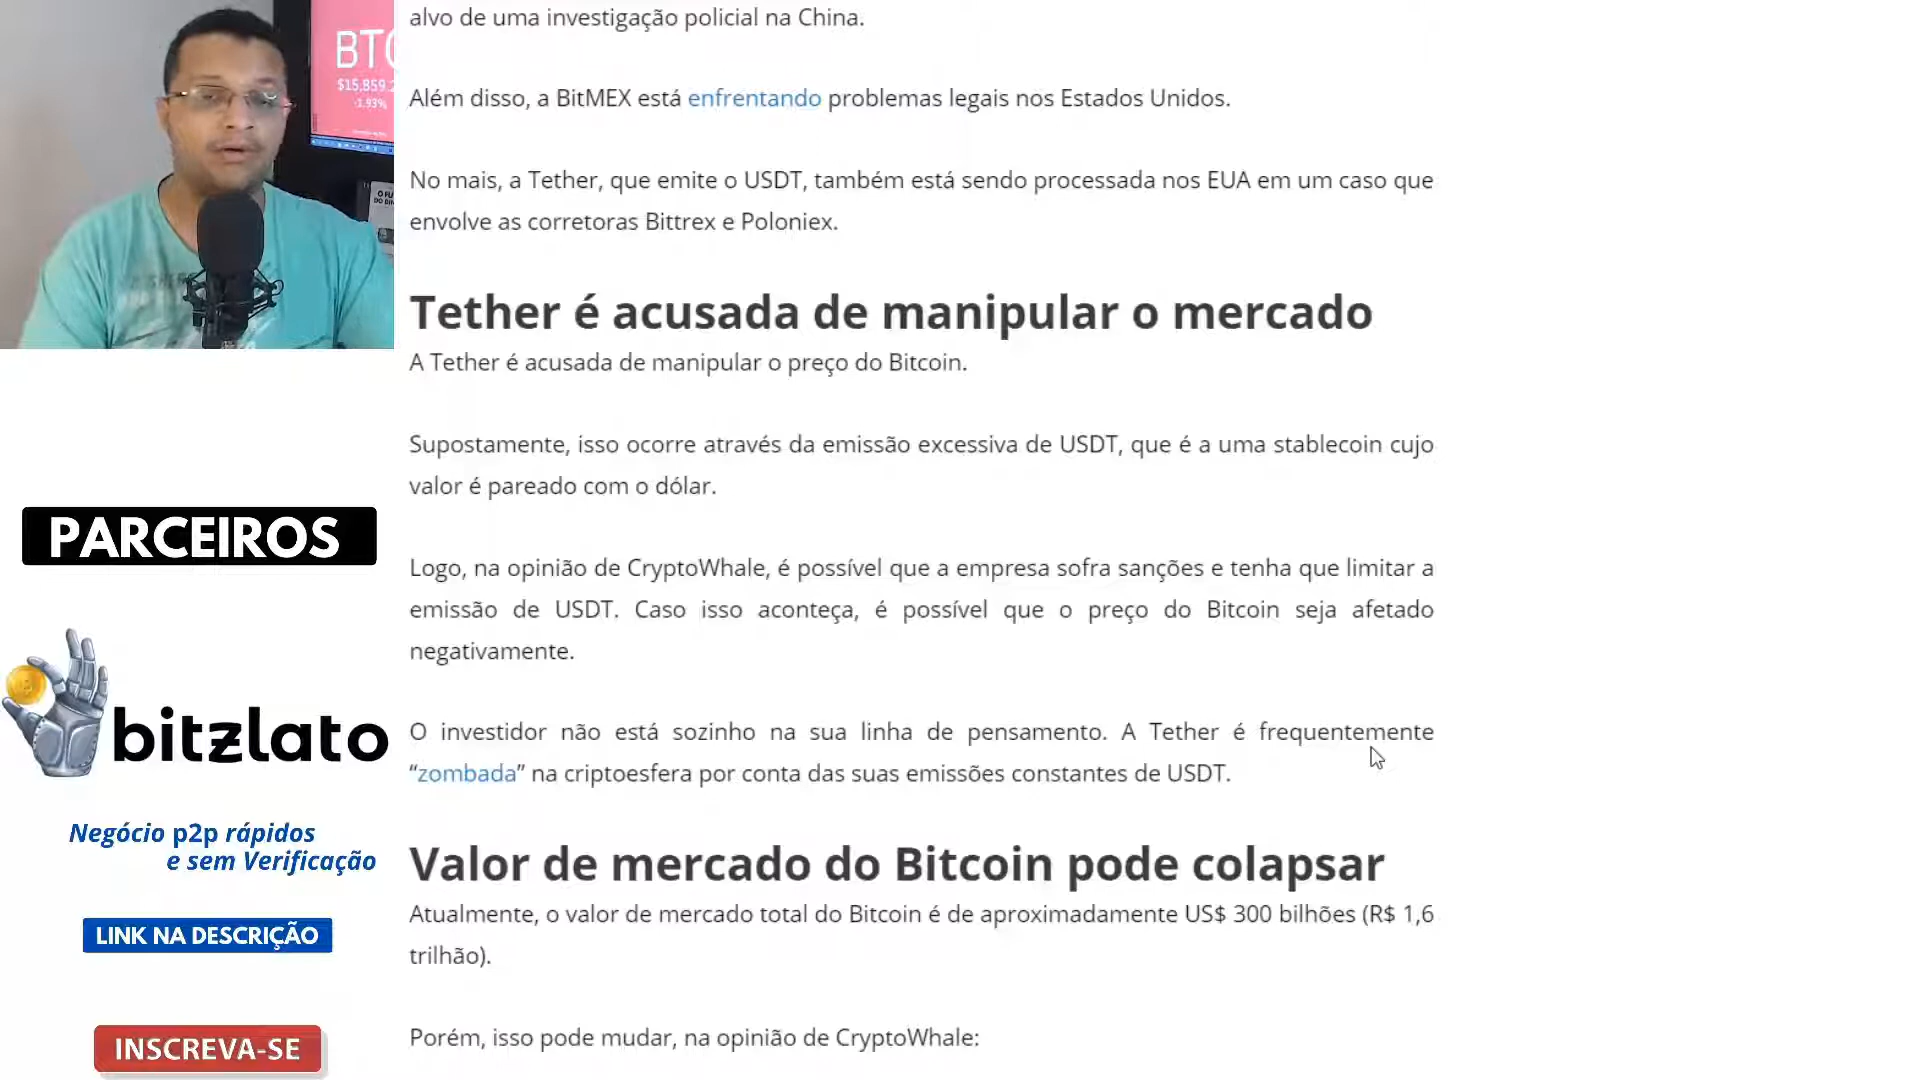 alvo de uma investigação policial na China.
BTC
$15,859.2
-1.93%
Além disso, a BitMEX está enfrentando problemas legais nos Estados Unidos.
No mais, a Tether, que emite o USDT, também está sendo processada nos EUA em um caso que
envolve as corretoras Bittrex e Poloniex.
Tether é acusada de manipular o mercado
A Tether é acusada de manipular o preço do Bitcoin.
Supostamente, isso ocorre através da emissão excessiva de USDT, que é a uma stablecoin cujo
valor é pareado com o dólar.
PARCEIROS
Logo, na opinião de CryptoWhale, é possível que a empresa sofra sanções e tenha que limitar a
emissão de USDT. Caso isso aconteça, é possível que o preço do Bitcoin seja afetado
negativamente.
bitzlato
O investidor não está sozinho na sua linha de pensamento. A Tether é frequentemente
“zombada” na criptoesfera por conta das suas emissões constantes de USDT.
Negócio p2p rápidos
e sem Verificação
Valor de mercado do Bitcoin pode colapsar
Atualmente, o valor de mercado total do Bitcoin é de aproximadamente US$ 300 bilhões (R$ 1,6
trilhão).
LINK NA DESCRIÇÃO
Porém, isso pode mudar, na opinião de CryptoWhale:
INSCREVA-SE